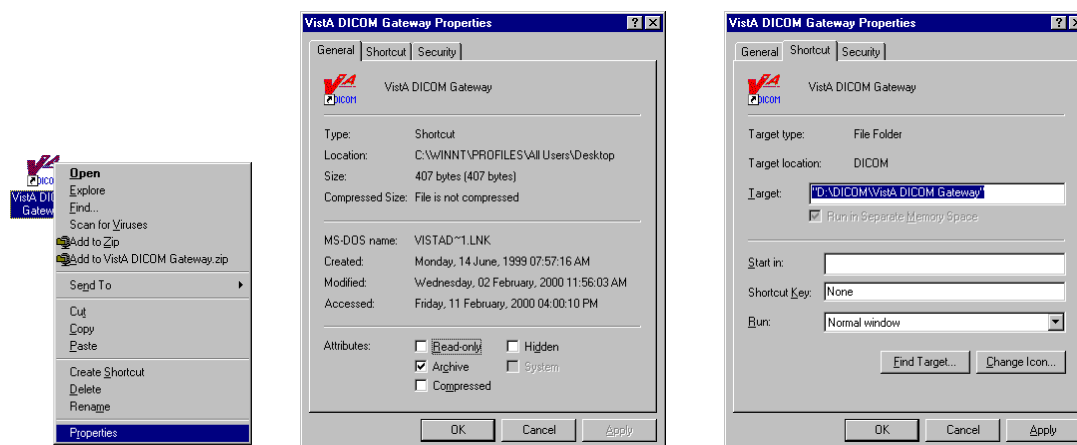 DICOM
VistA DI
Gatew
Open
Explore
Find...
Scan for Viruses
Add to Zip
Add to VistA DICOM Gateway.zip
Send To
Cut
Copy
Paste
Create Shortcut
Delete
Rename
Properties
VistA DICOM Gateway Properties
General Shortcut Security
VistA
DICOM
VistA DICOM Gateway
Type: Shortcut
Location: C:\WINNT\PROFILES\All Users\Desktop
Size: 407 bytes (407 bytes)
Compressed Size: File is not compressed
MS-DOS name: VISTAD~1.LNK
Created: Monday, 14 June, 1999 07:57:16 AM
Modified: Wednesday, 02 February, 2000 11:56:03 AM
Accessed: Friday, 11 February, 2000 04:00:10 PM
Attributes: Read-only Hidden
Archive System
Compressed
OK Cancel Apply
VistA DICOM Gateway Properties
General Shortcut Security
VistA
DICOM
VistA DICOM Gateway
Target type: File Folder
Target location: DICOM
Target: "D:\DICOM\VistA DICOM Gateway"
Run in Separate Memory Space
Start in:
Shortcut Key: None
Run: Normal window
Find Target... Change Icon...
OK Cancel Apply